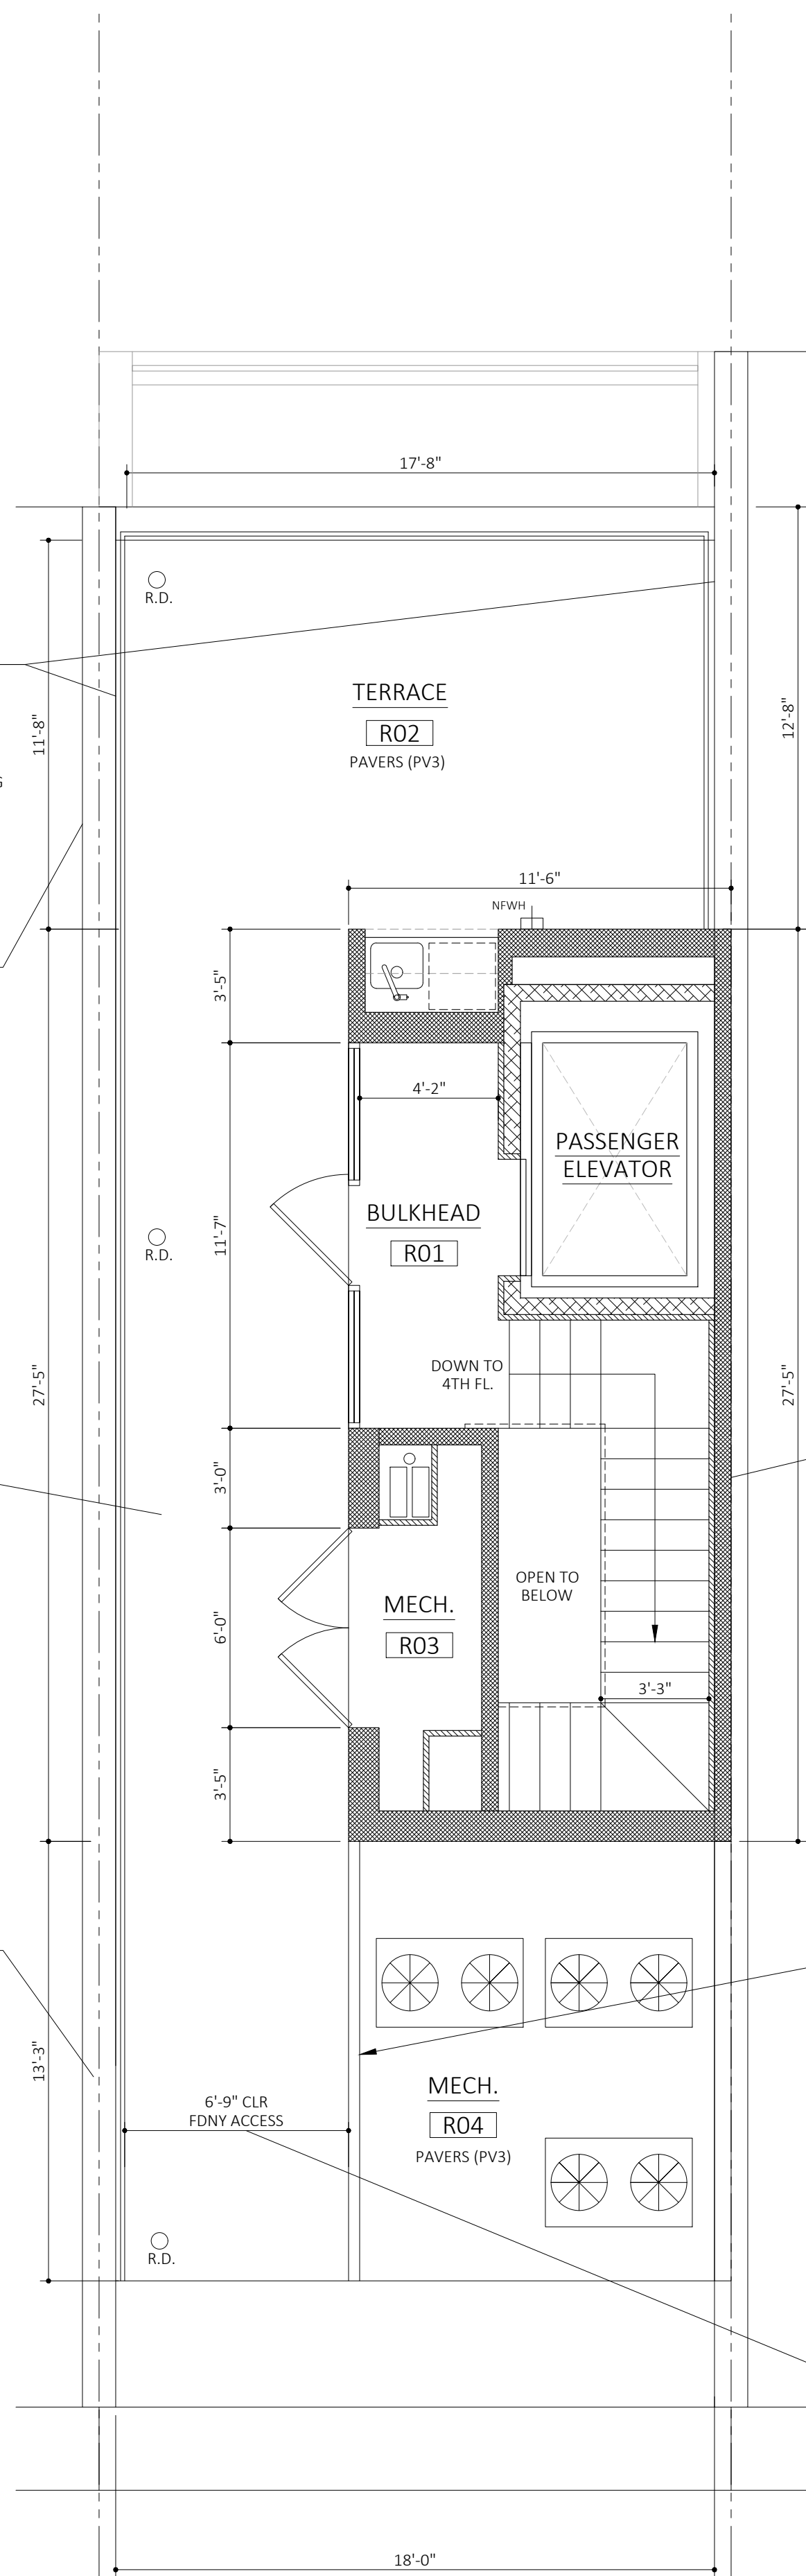 17'-8"
R.D.
TERRACE
R02
PAVERS (PV3)
11'-8"
12'-8"
11'-6"
NFWH
3'-5"
4'-2"
PASSENGER
ELEVATOR
BULKHEAD
R01
11'-7"
R.D.
DOWN TO
4TH FL.
27'-5"
27'-5"
3'-0"
OPEN TO
BELOW
MECH.
R03
6'-0"
3'-3"
3'-5"
13'-3"
MECH.
R04
PAVERS (PV3)
6'-9" CLR
FDNY ACCESS
R.D.
18'-0"